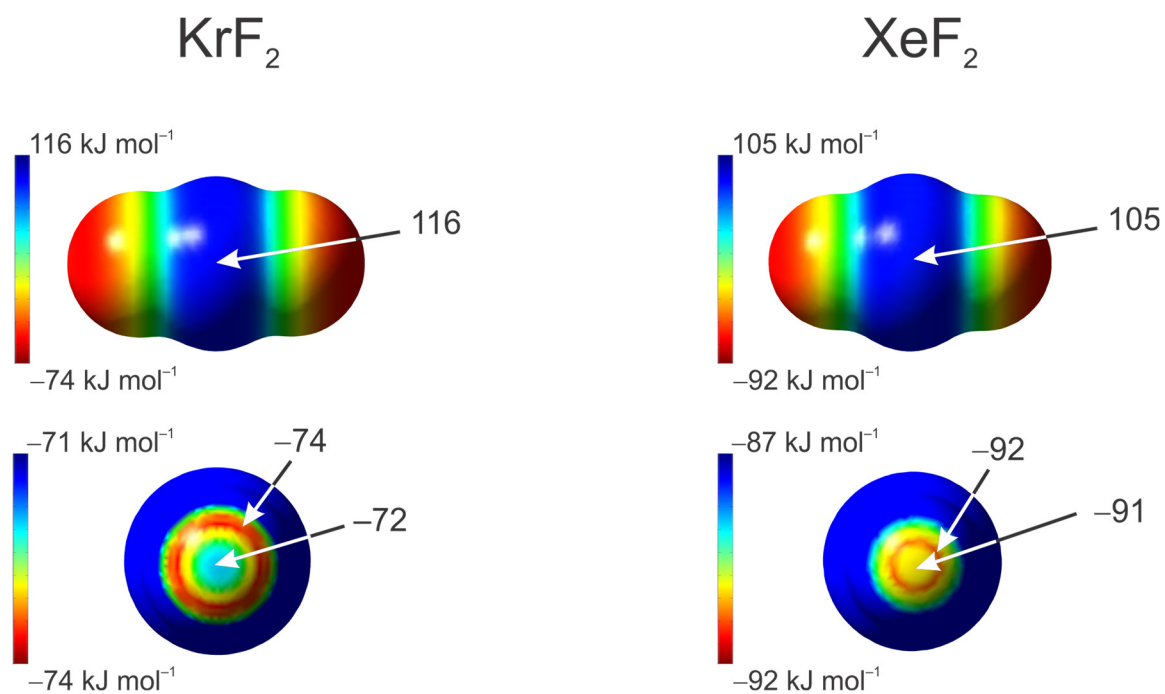 KrF₂
XeF₂
116 kJ mol⁻¹
116
−74 kJ mol⁻¹
105 kJ mol⁻¹
105
−92 kJ mol⁻¹
−71 kJ mol⁻¹
−74
−72
−74 kJ mol⁻¹
−87 kJ mol⁻¹
−92
−91
−92 kJ mol⁻¹